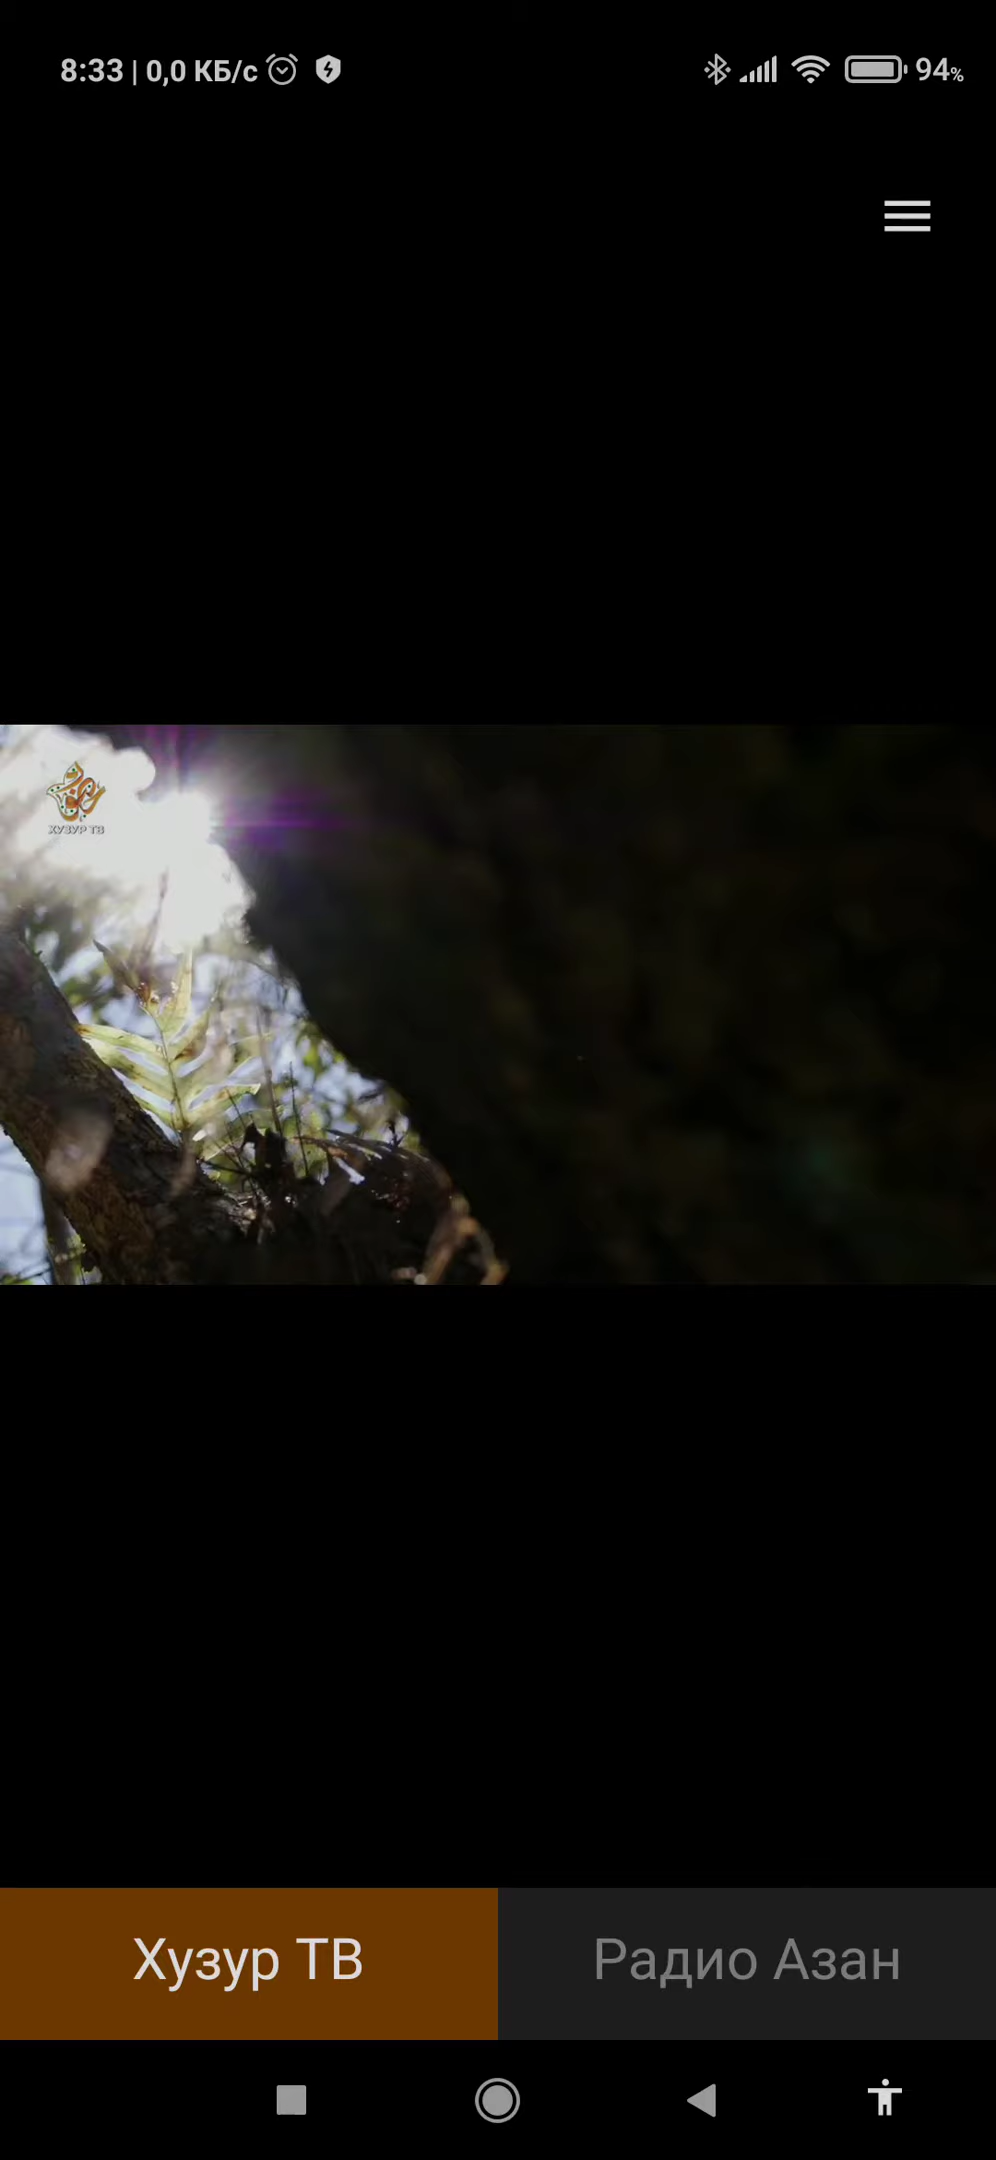 8:33 | 0,0 КБ/с
94%
ХУЗУР ТВ
Хузур ТВ
Радио Азан